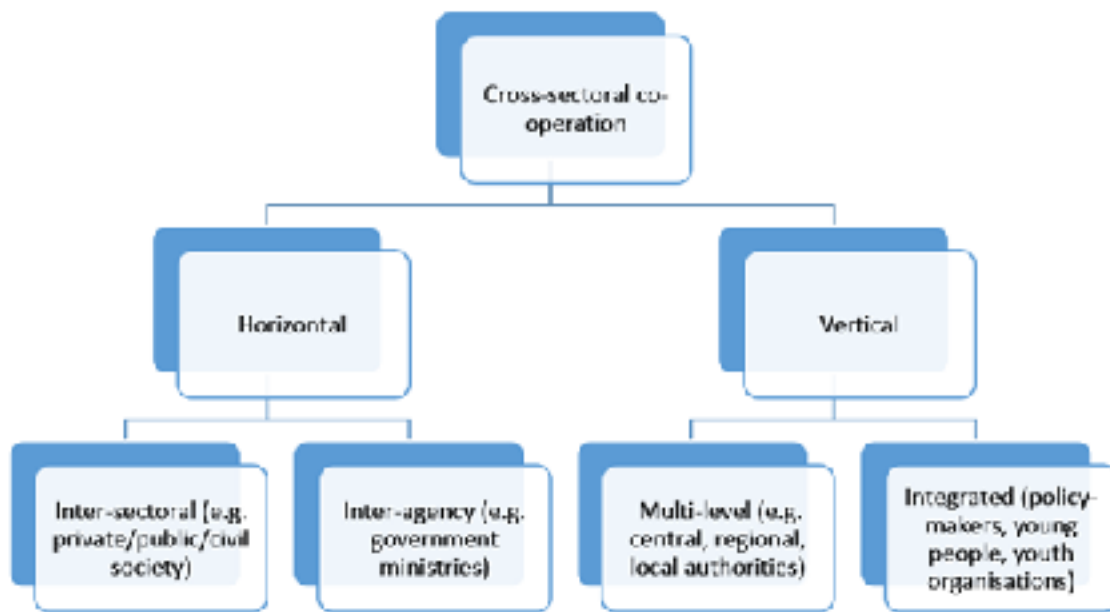 Cross-sectoral co-
operation
Horizontal
Vertical
Inter-sectoral (e.g.
private/public/civil
society)
Inter-agency (e.g.
government
ministries)
Multi-level (e.g.
central, regional,
local authorities)
Integrated (policy-
makers, young
people, youth
organisations)